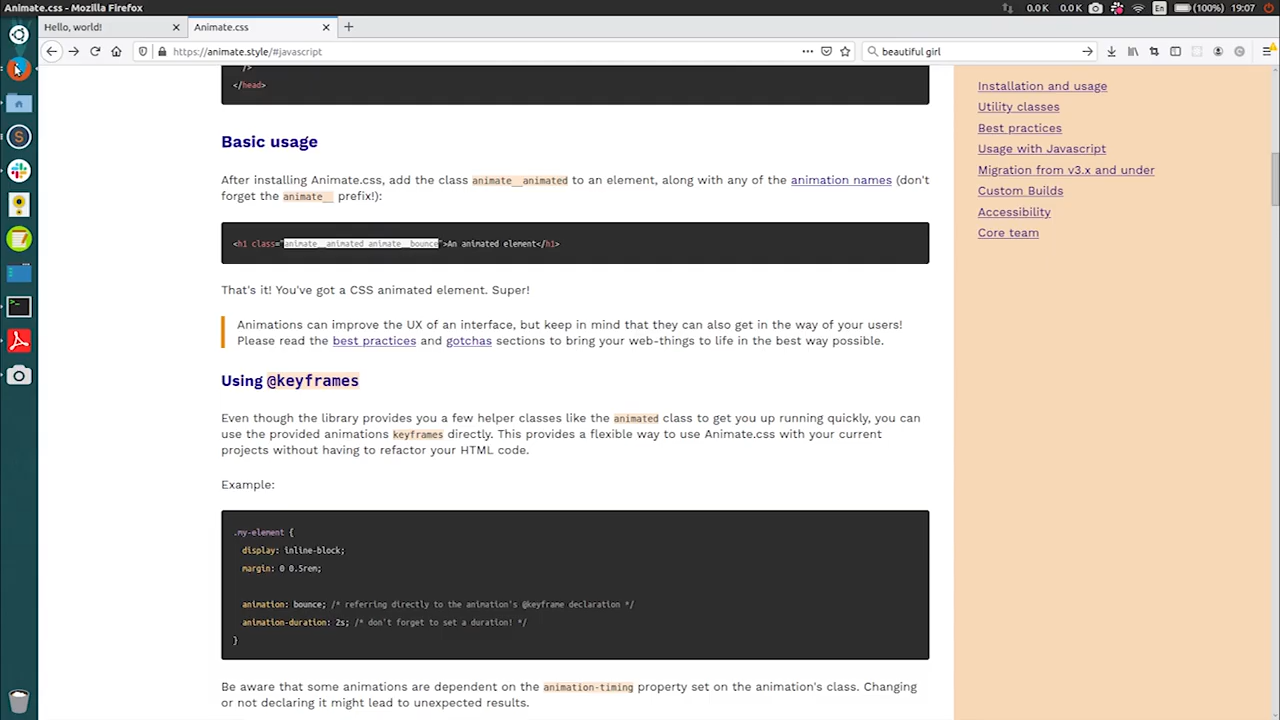 Animate.css - Mozilla Firefox
0.0 K 0.0 K En (100%) 19:07
Hello, world! Animate.css
https://animate.style/#javascript beautiful girl
/>
</head>
Installation and usage
Utility classes
Best practices
Usage with Javascript
Migration from v3.x and under
Custom Builds
Accessibility
Core team
Basic usage
After installing Animate.css, add the class animate__animated to an element, along with any of the animation names (don't
forget the animate__ prefix!):
<h1 class="animate__animated animate__bounce">An animated element</h1>
That's it! You've got a CSS animated element. Super!
Animations can improve the UX of an interface, but keep in mind that they can also get in the way of your users!
Please read the best practices and gotchas sections to bring your web-things to life in the best way possible.
Using @keyframes
Even though the library provides you a few helper classes like the animated class to get you up running quickly, you can
use the provided animations keyframes directly. This provides a flexible way to use Animate.css with your current
projects without having to refactor your HTML code.
Example:
.my-element {
display: inline-block;
margin: 0 0.5rem;
animation: bounce; /* referring directly to the animation's @keyframe declaration */
animation-duration: 2s; /* don't forget to set a duration! */
}
Be aware that some animations are dependent on the animation-timing property set on the animation's class. Changing
or not declaring it might lead to unexpected results.